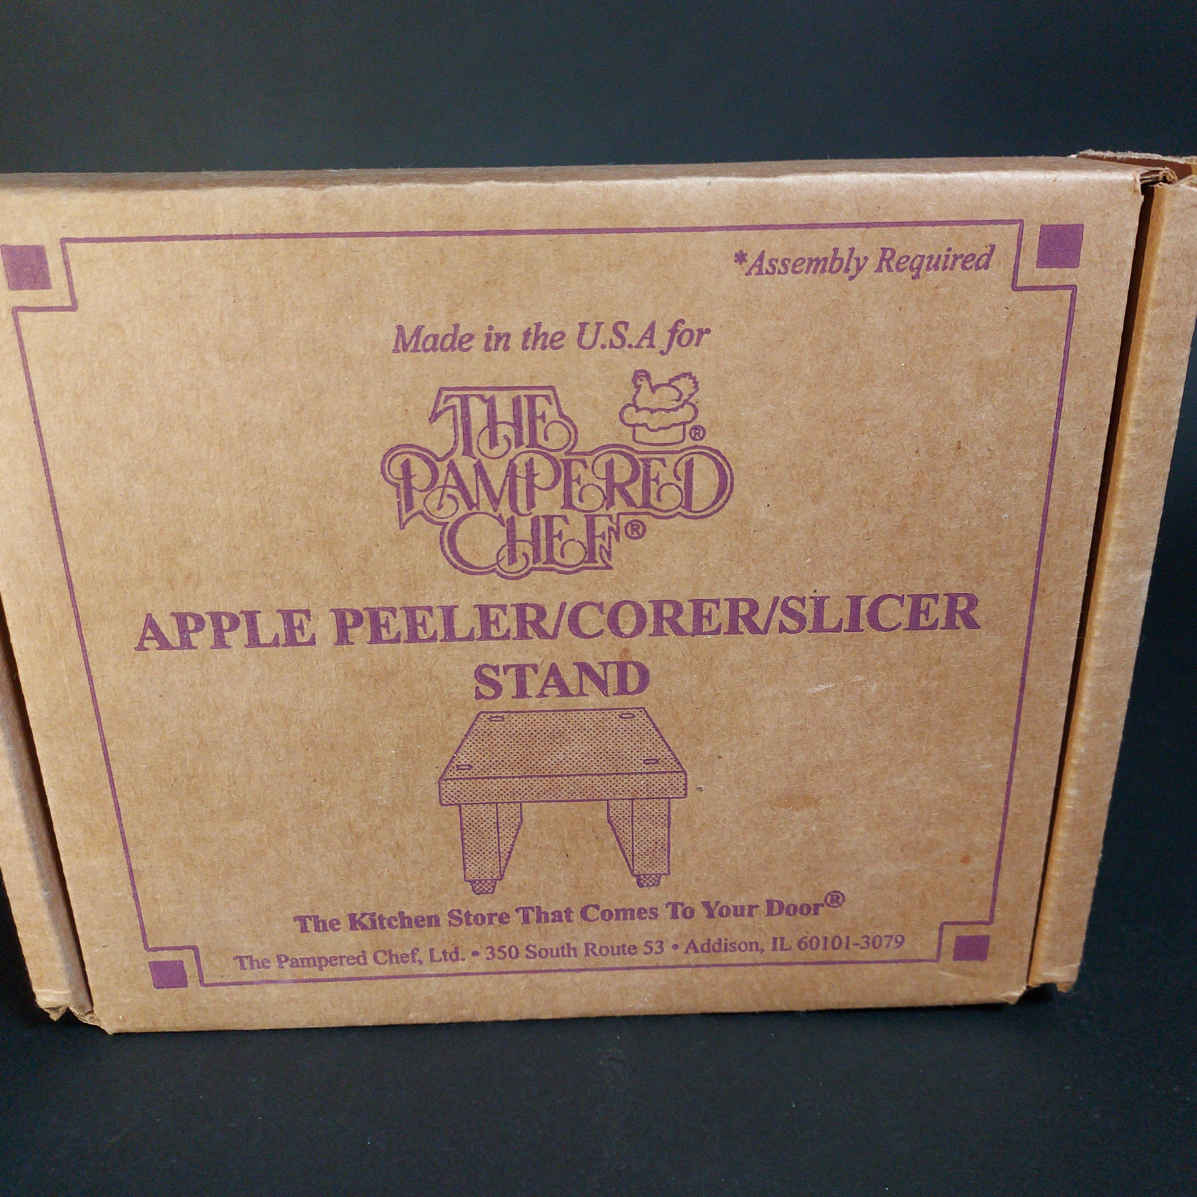 *Assembly Required
Made in the U.S.A for
THE
PAMPERED
CHEF®
®
APPLE PEELER/CORER/SLICER
STAND
The Kitchen Store That Comes To Your Door®
The Pampered Chef, Ltd. • 350 South Route 53 • Addison, IL 60101-3079